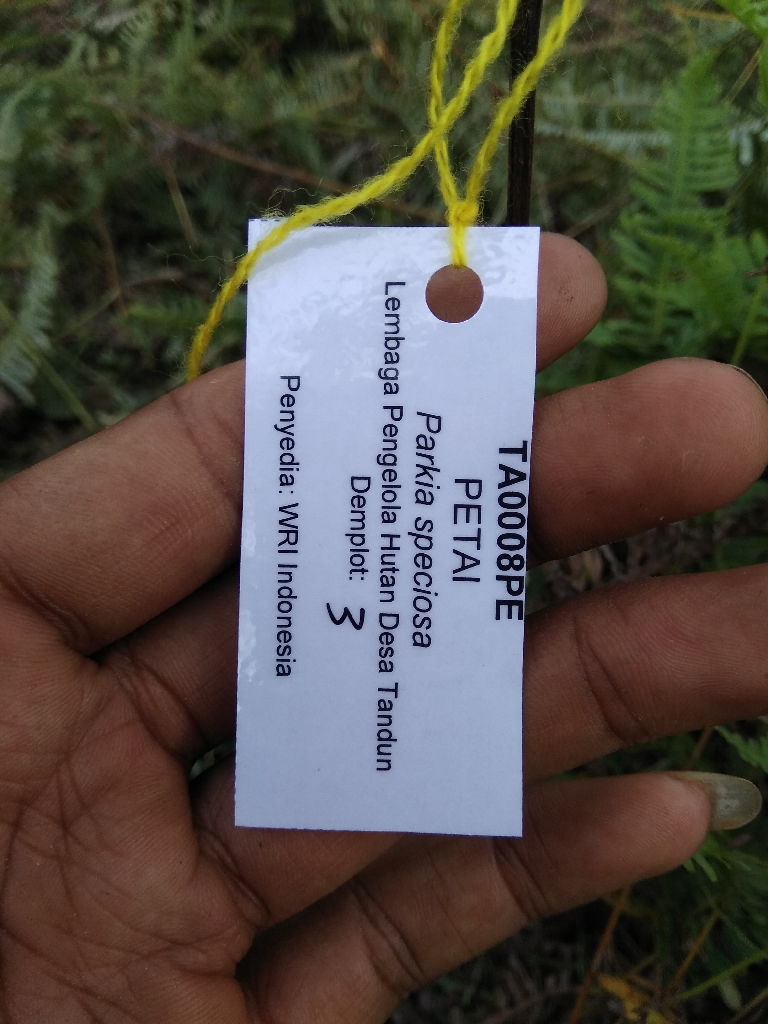 TA0008PE
PETAI
Parkia speciosa
Lembaga Pengelola Hutan Desa Tandun
Demplot: 3
Penyedia: WRI Indonesia